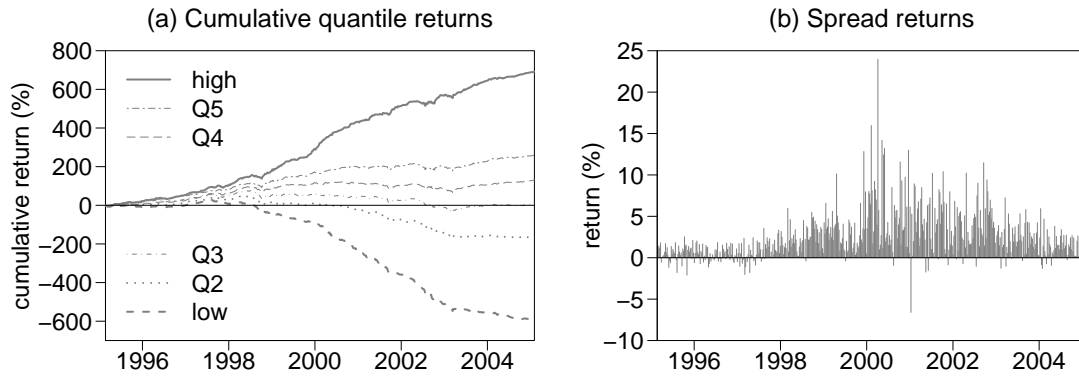 (a) Cumulative quantile returns
cumulative return (%)
800
600
400
200
0
−200
−400
−600
high
Q5
Q4
Q3
Q2
low
1996 1998 2000 2002 2004
(b) Spread returns
return (%)
25
20
15
10
5
0
−5
−10
1996 1998 2000 2002 2004